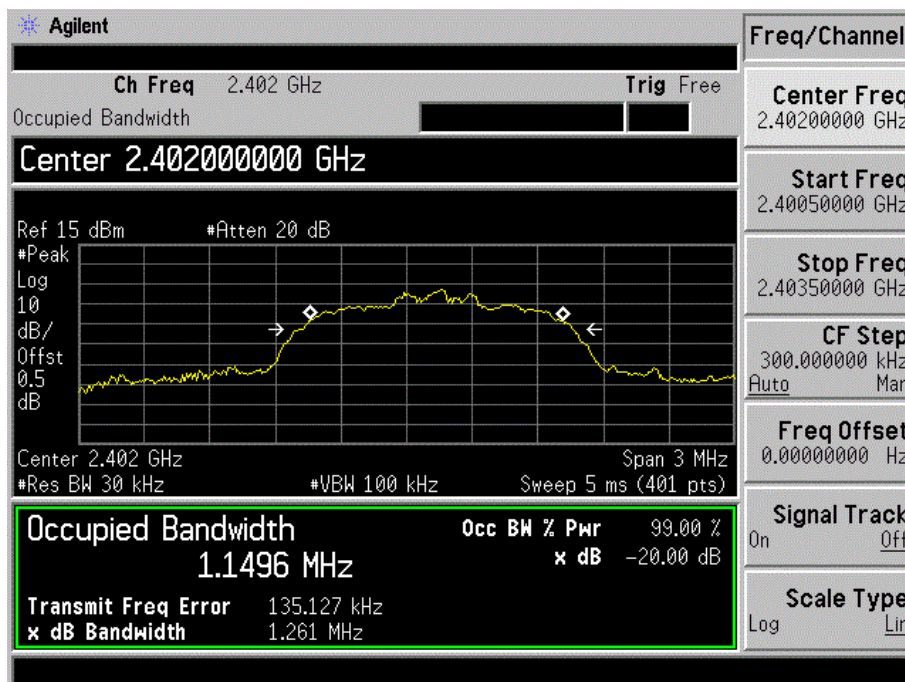 Agilent
Freq/Channel
Ch Freq 2.402 GHz Trig Free
Occupied Bandwidth
Center 2.402000000 GHz
Ref 15 dBm #Atten 20 dB
#Peak
Log
10
dB/
Offst
0.5
dB
Center 2.402 GHz Span 3 MHz
#Res BW 30 kHz #VBW 100 kHz Sweep 5 ms (401 pts)
Occupied Bandwidth
1.1496 MHz
Occ BW % Pwr 99.00 %
x dB -20.00 dB
Transmit Freq Error 135.127 kHz
x dB Bandwidth 1.261 MHz
Center Freq
2.40200000 GHz
Start Freq
2.40050000 GHz
Stop Freq
2.40350000 GHz
CF Step
300.000000 kHz
Auto Man
Freq Offset
0.00000000 Hz
Signal Track
On Off
Scale Type
Log Lin